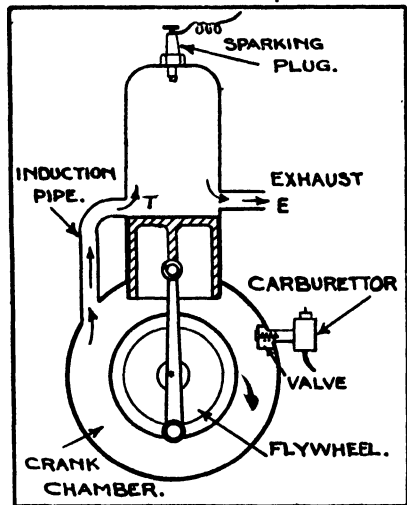 SPARKING
PLUG.
INDUCTION
PIPE.
T
EXHAUST
E
CARBURETTOR
VALVE
FLYWHEEL.
CRANK
CHAMBER.